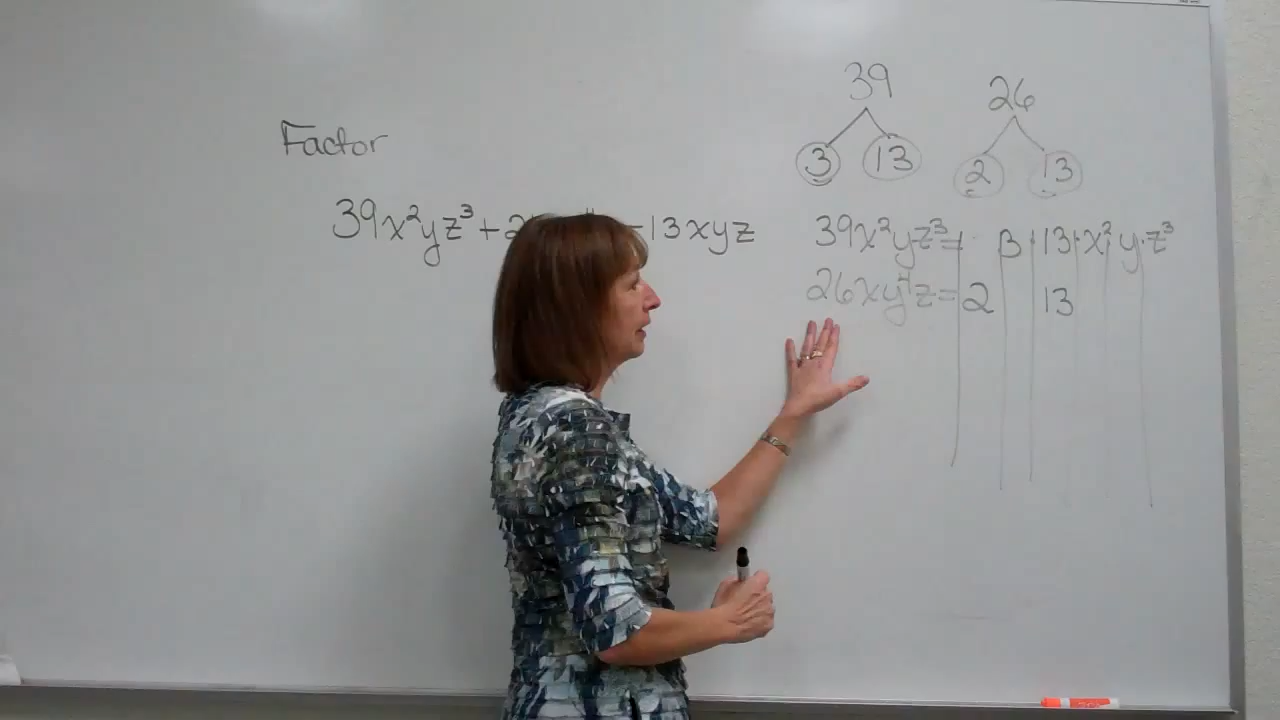 Factor
39x²yz³ + 2 -13xyz
39
3 13
26
2 13
39x²yz³ = 3 · 13 · x² y · z³
26xy⁴z = 2 13